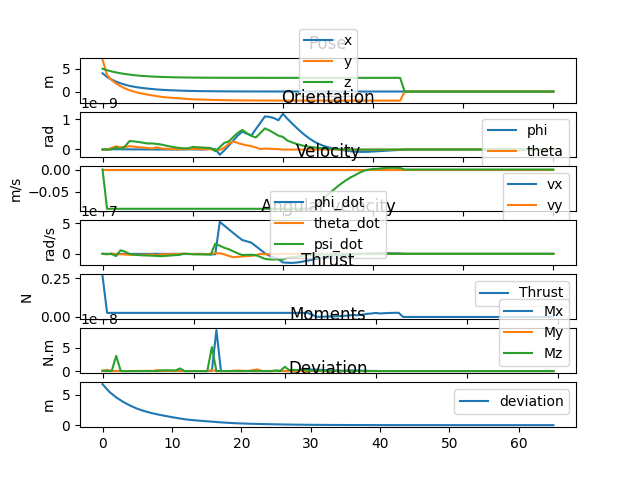 Pose
x
y
z
5
0
m
1e−9
Orientation
1
0
rad
phi
theta
Velocity
0.00
−0.05
m/s
vx
vy
1e−7
Angular Velocity
5
0
rad/s
phi_dot
theta_dot
psi_dot
Thrust
0.25
0.00
N
Thrust
1e−8
Moments
5
0
N.m
Mx
My
Mz
Deviation
5
0
m
deviation
0 10 20 30 40 50 60